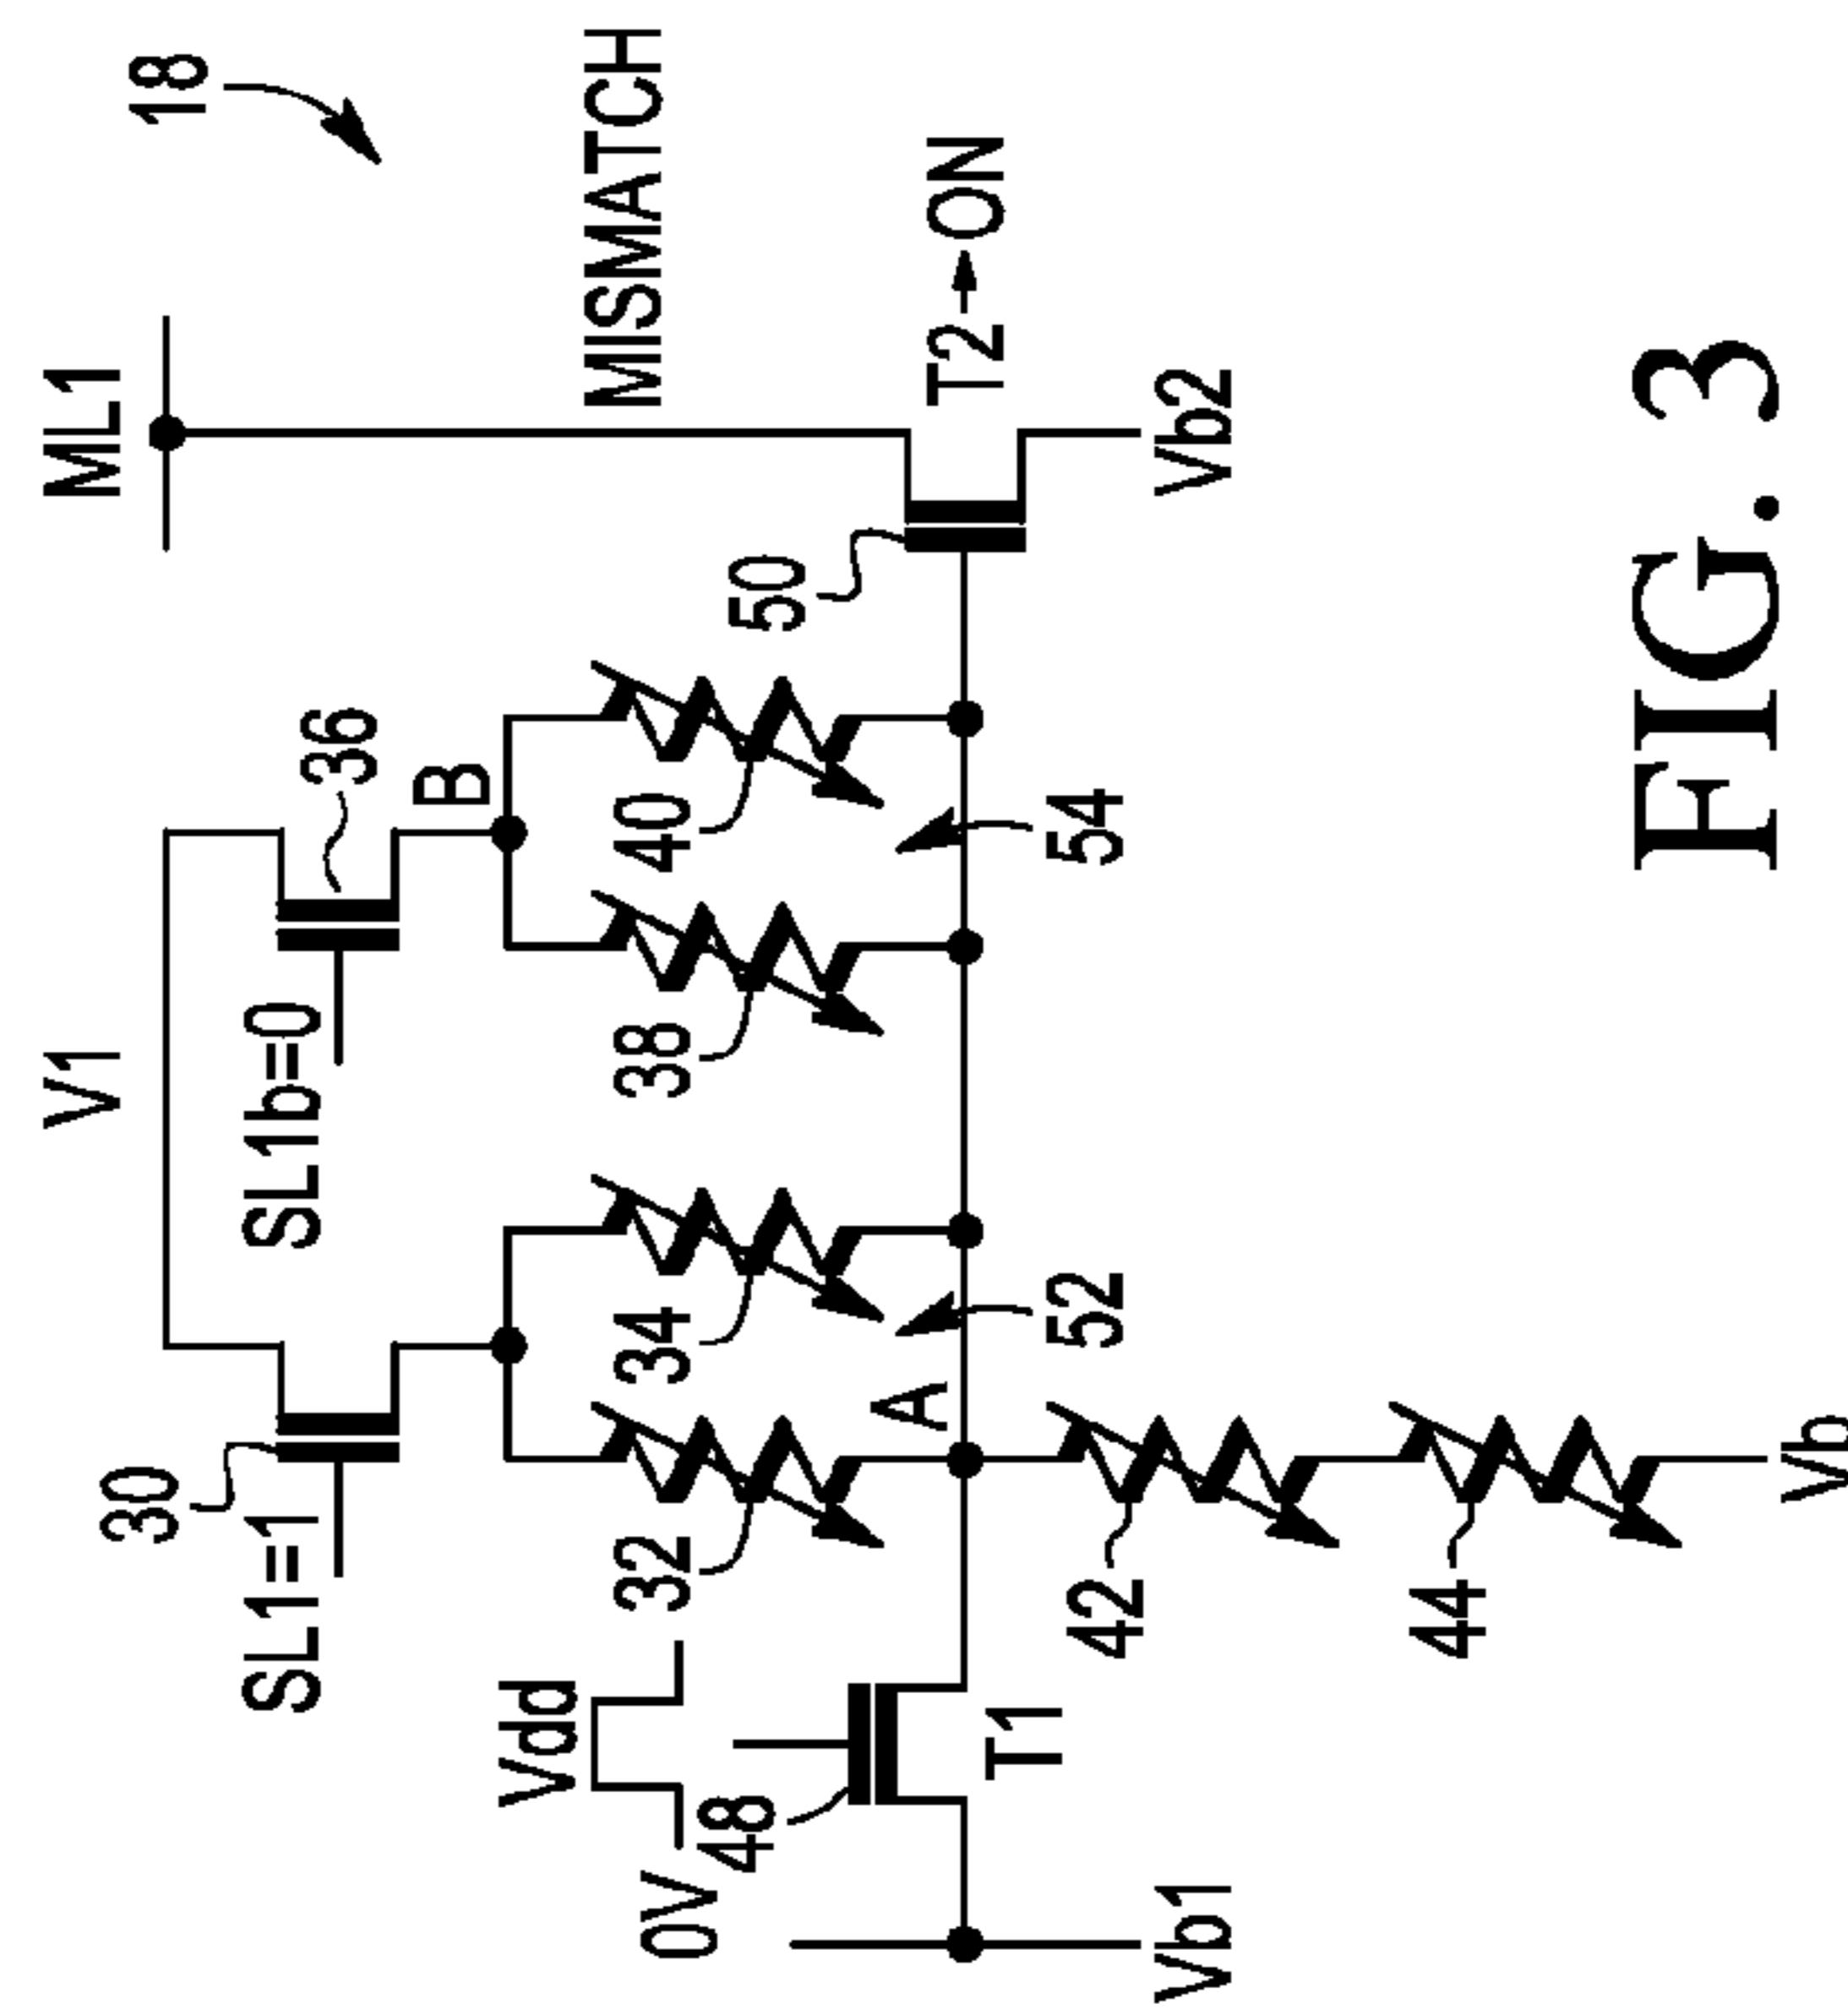 18
ML1
V1
30
SL1=1
SL1b=0
36
B
MISMATCH
Vdd
0V
48
32
34
38
40
50
A
T2
ON
T1
52
54
42
44
Vb1
Vb2
Vb
FIG. 3